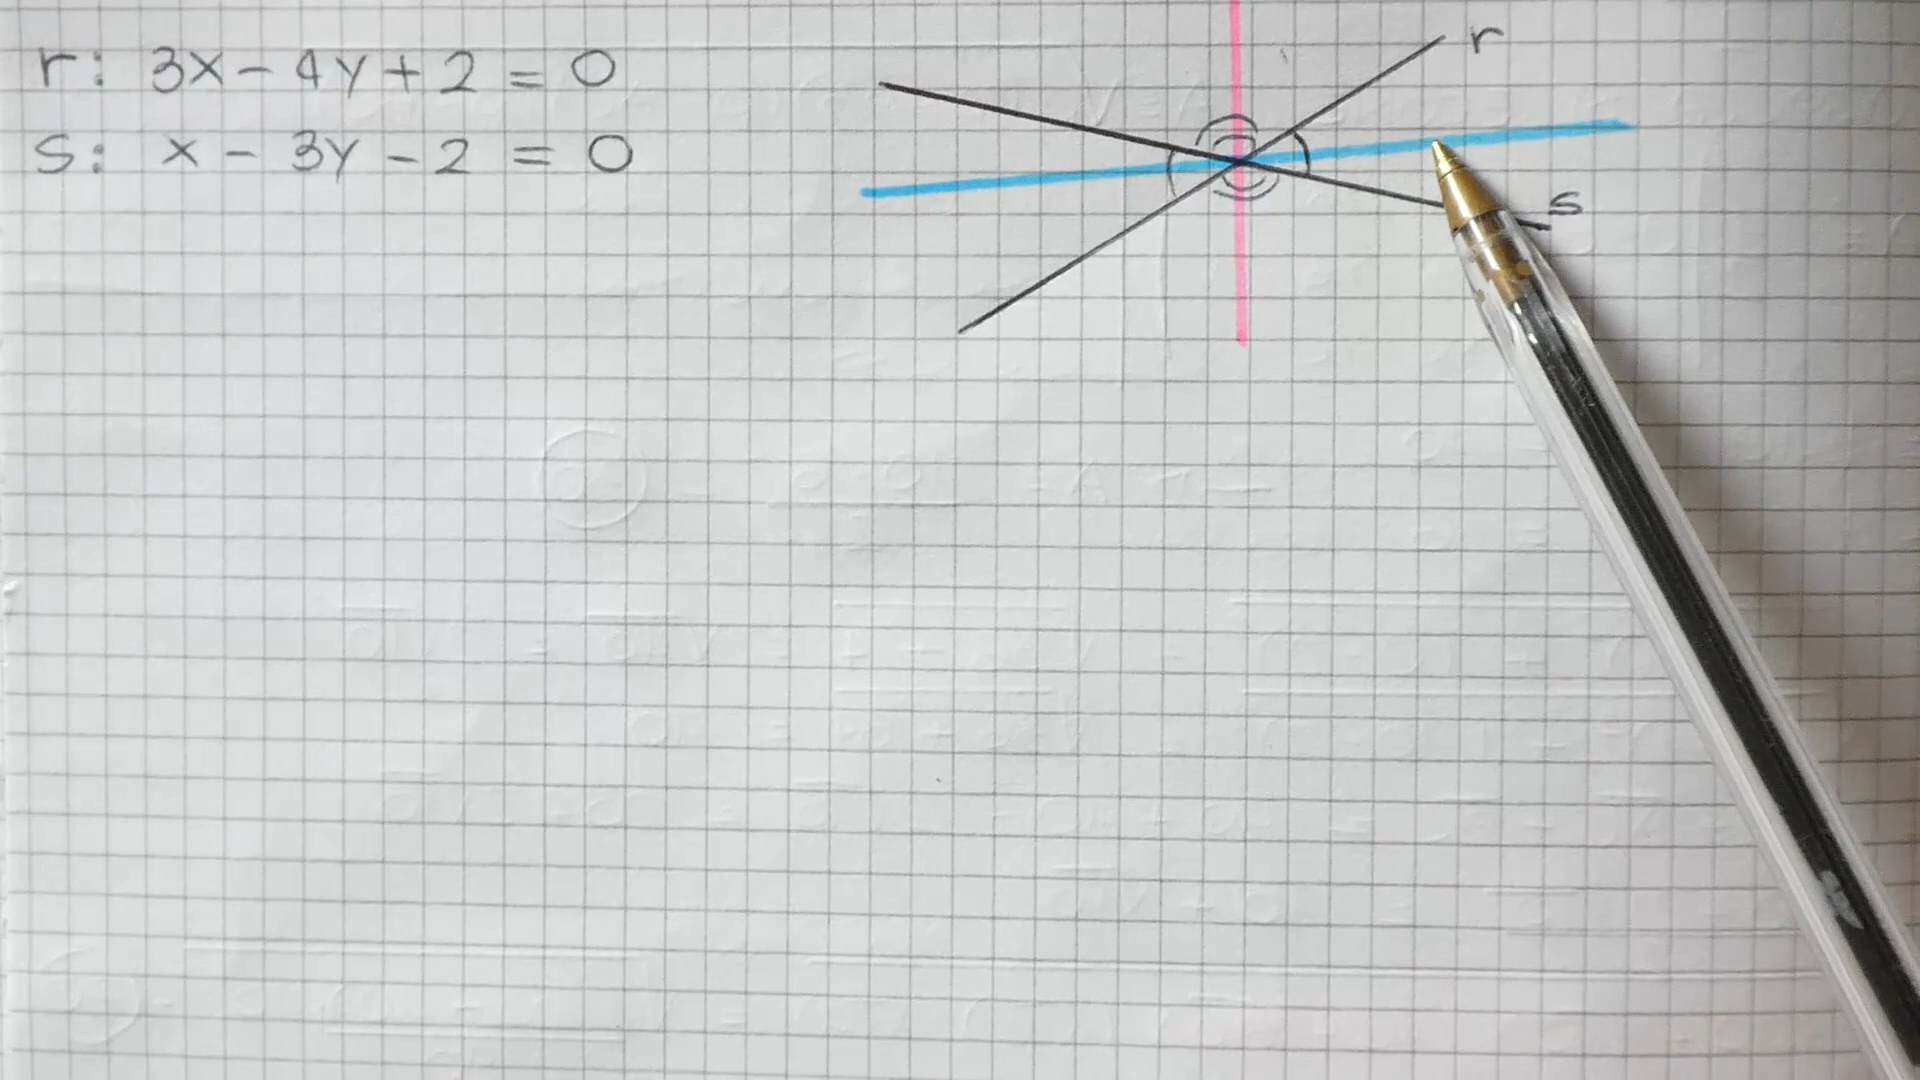 r: 3x - 4y + 2 = 0
s: x - 3y - 2 = 0
r
s